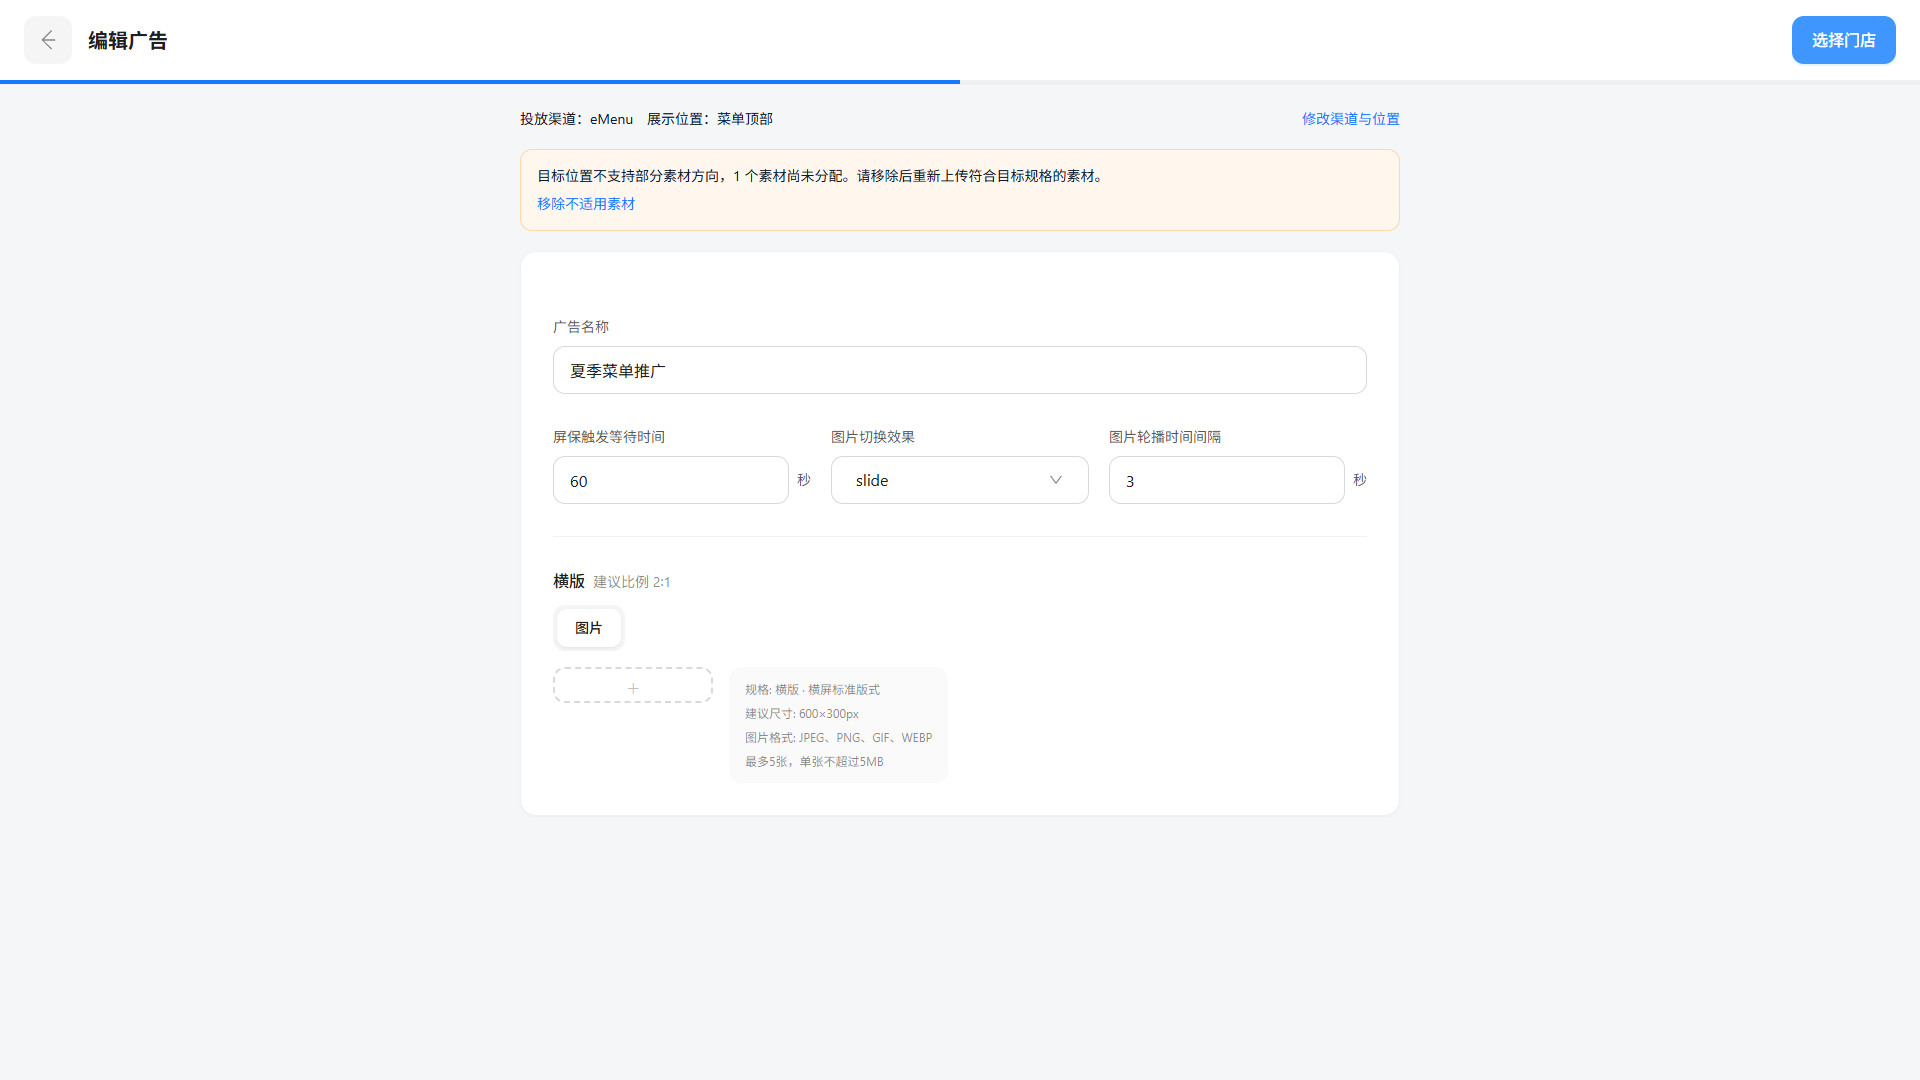 编辑广告
选择门店
投放渠道：eMenu 展示位置：菜单顶部
修改渠道与位置
目标位置不支持部分素材方向，1 个素材尚未分配。请移除后重新上传符合目标规格的素材。
移除不适用素材
广告名称
夏季菜单推广
屏保触发等待时间
图片切换效果
图片轮播时间间隔
60 秒
slide
3 秒
横版 建议比例 2:1
图片
规格: 横版 · 横屏标准版式
建议尺寸: 600×300px
图片格式: JPEG、PNG、GIF、WEBP
最多5张，单张不超过5MB